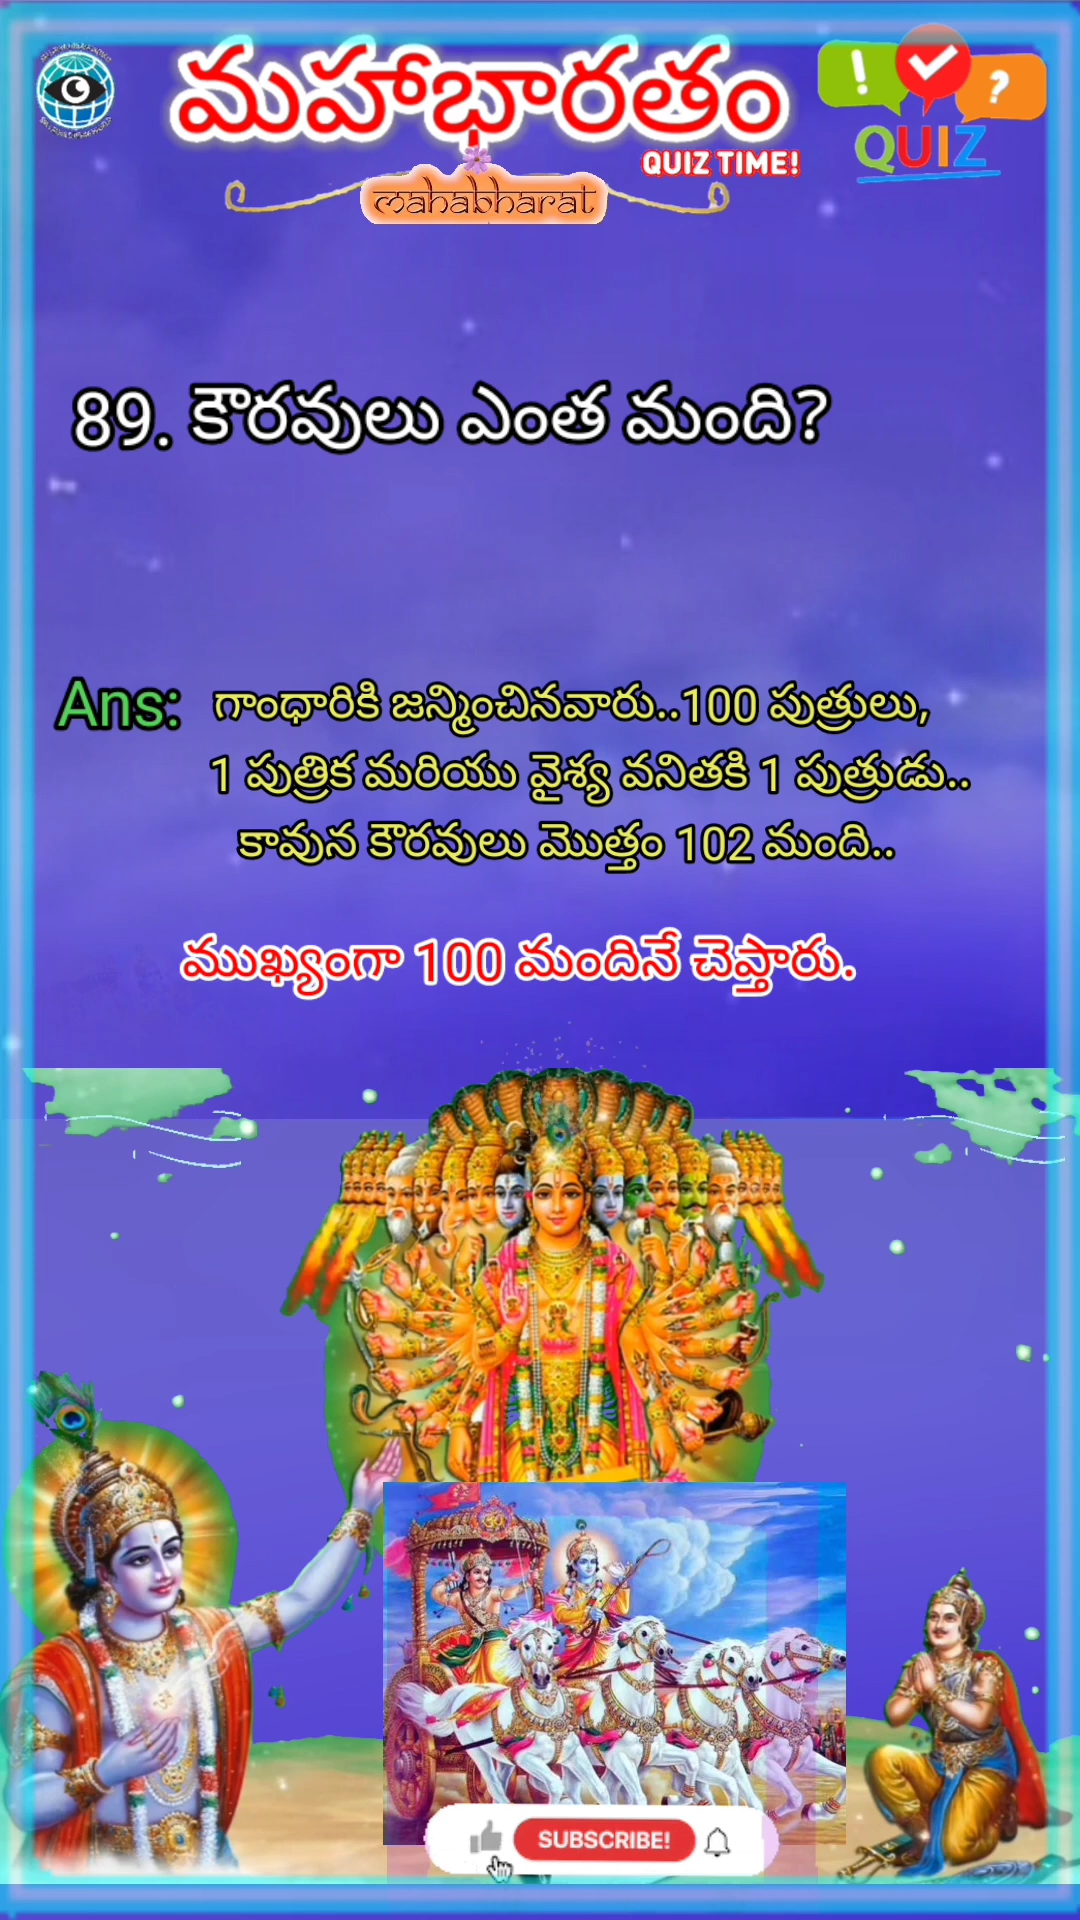 మహాభారతం
QUIZ TIME!
QUIZ
mahabharat
89. కౌరవులు ఎంత మంది?
Ans: గాంధారికి జన్మించినవారు..100 పుత్రులు,
1 పుత్రిక మరియు వైశ్య వనితకి 1 పుత్రుడు..
కావున కౌరవులు మొత్తం 102 మంది..
ముఖ్యంగా 100 మందినే చెప్తారు.
SUBSCRIBE!